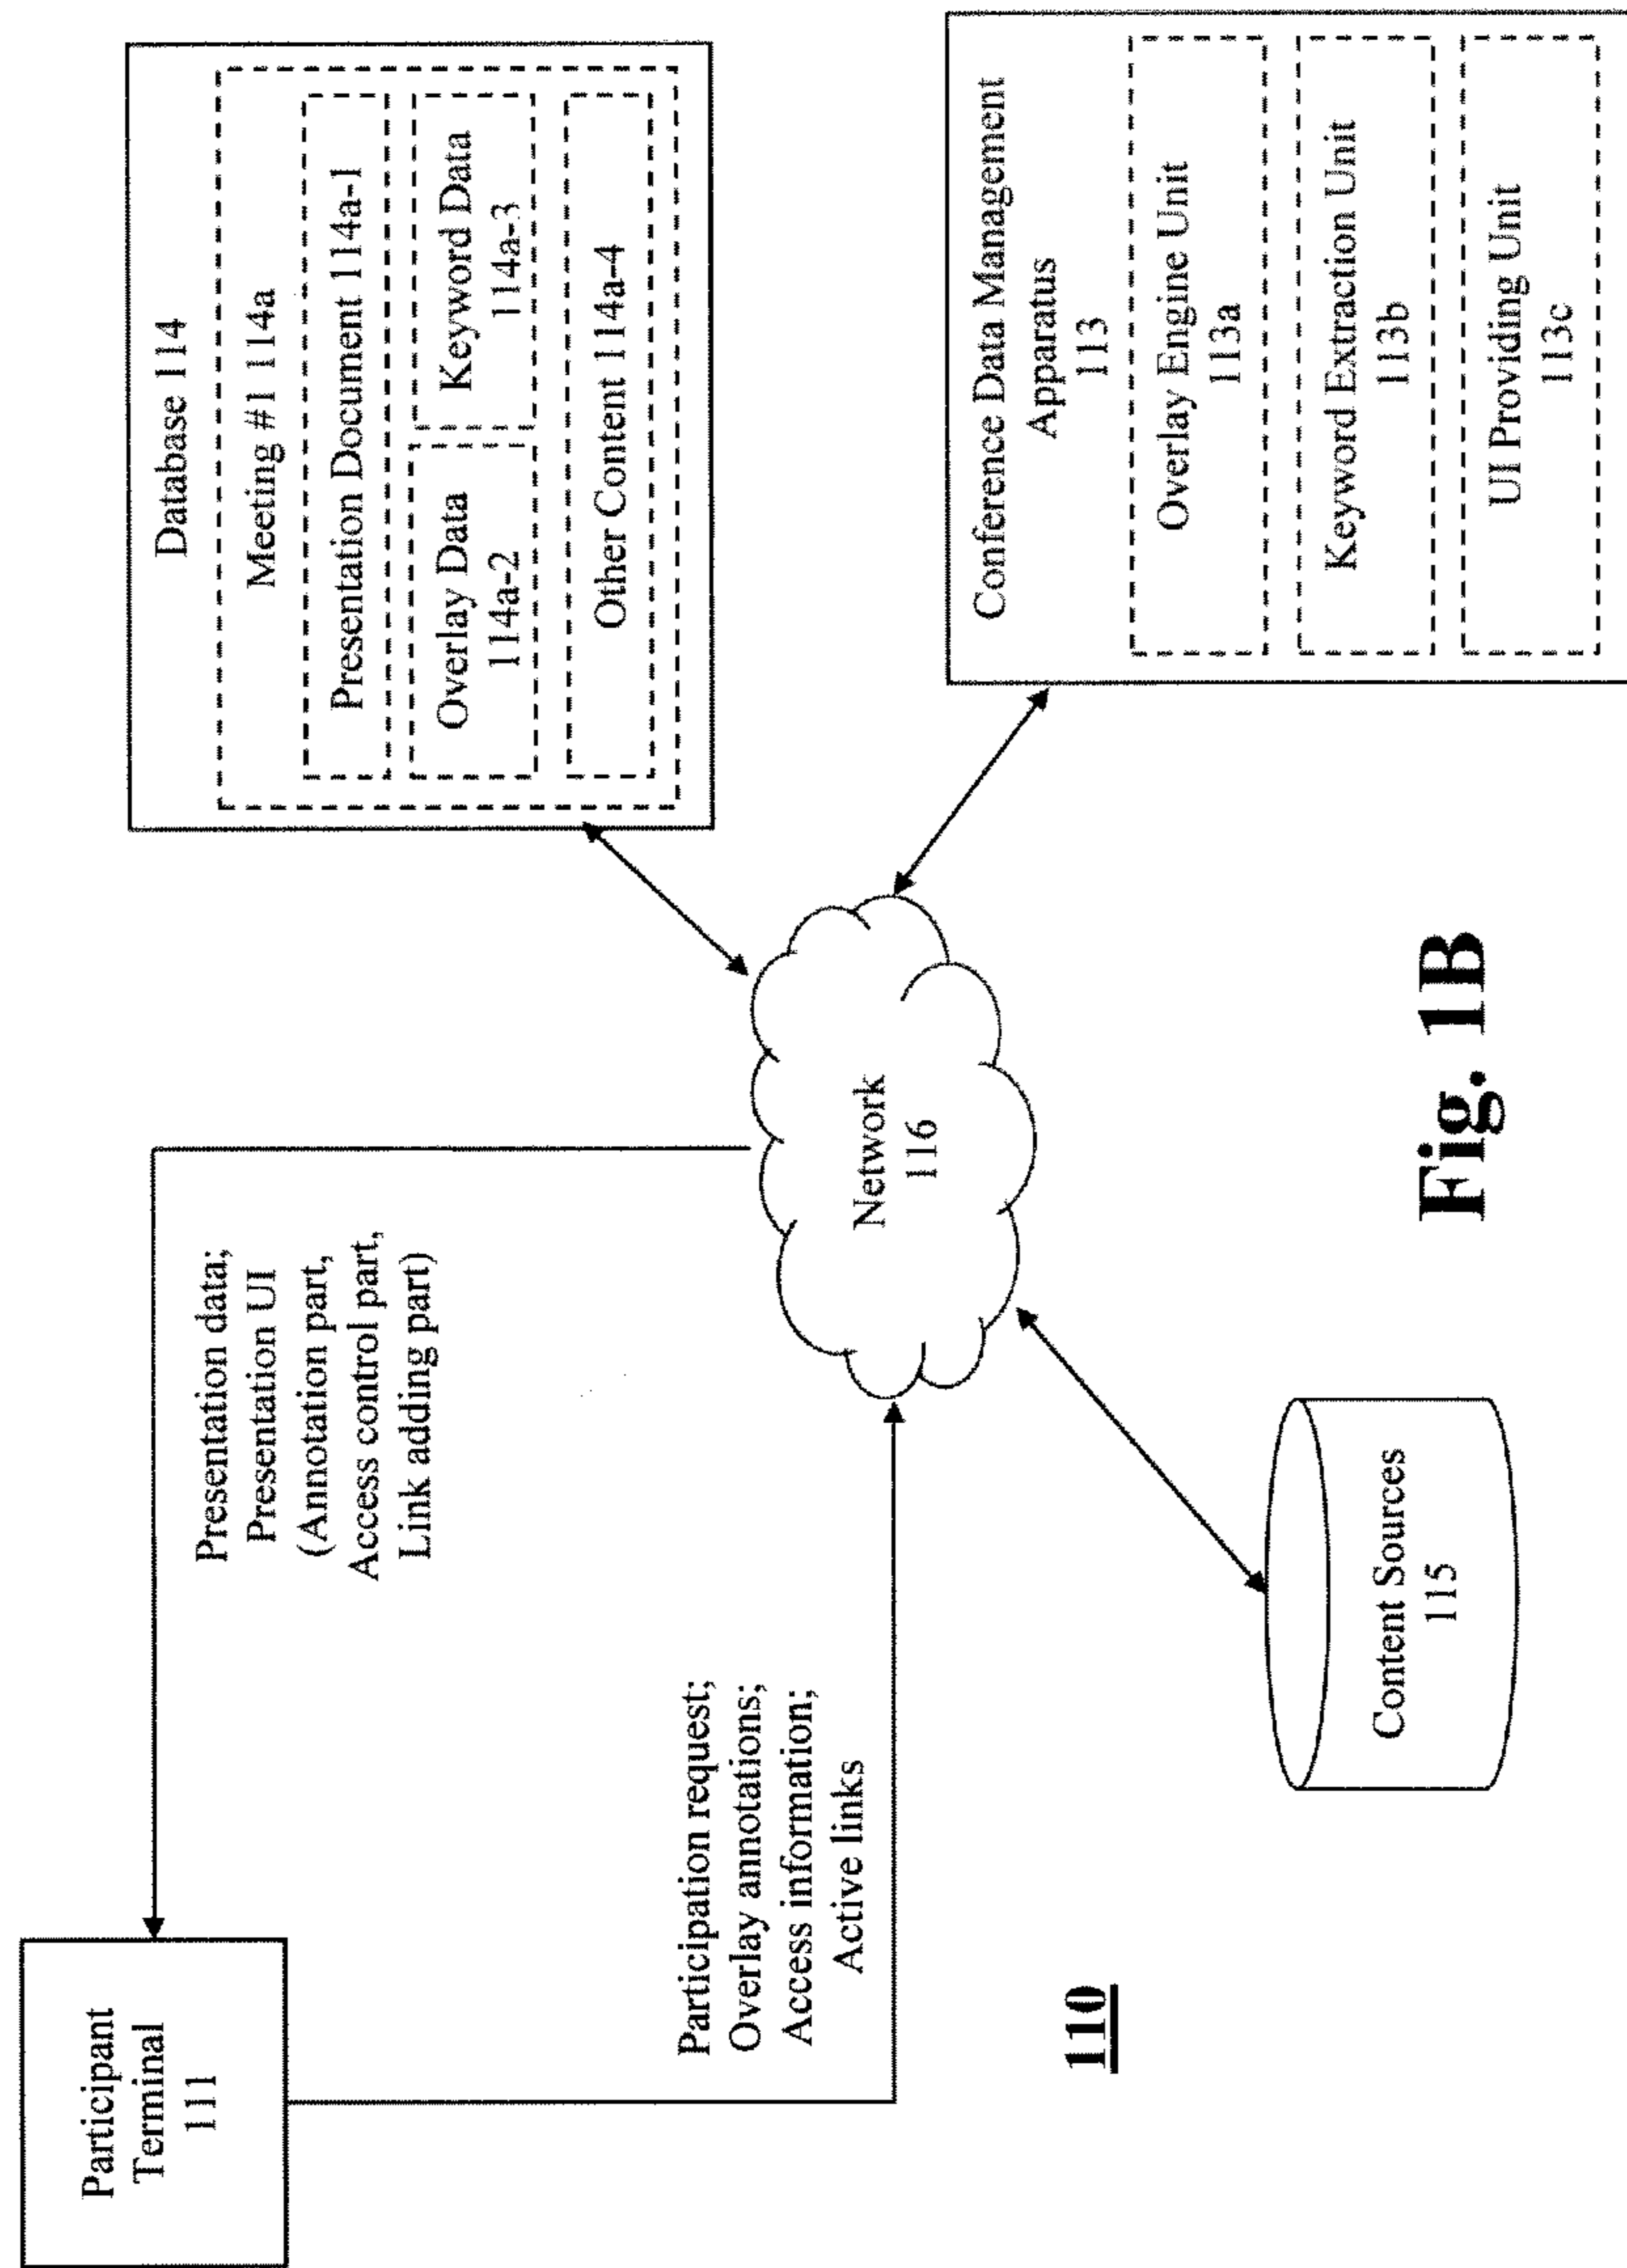 Participant
Terminal
111
Presentation data;
Presentation UI
(Annotation part,
Access control part,
Link adding part)
Participation request;
Overlay annotations;
Access information;
Active links
Database 114
Meeting #1 114a
Presentation Document 114a-1
Overlay Data
114a-2
Keyword Data
114a-3
Other Content 114a-4
Network
116
Conference Data Management
Apparatus
113
Overlay Engine Unit
113a
Keyword Extraction Unit
113b
UI Providing Unit
113c
Content Sources
115
110
Fig. 1B